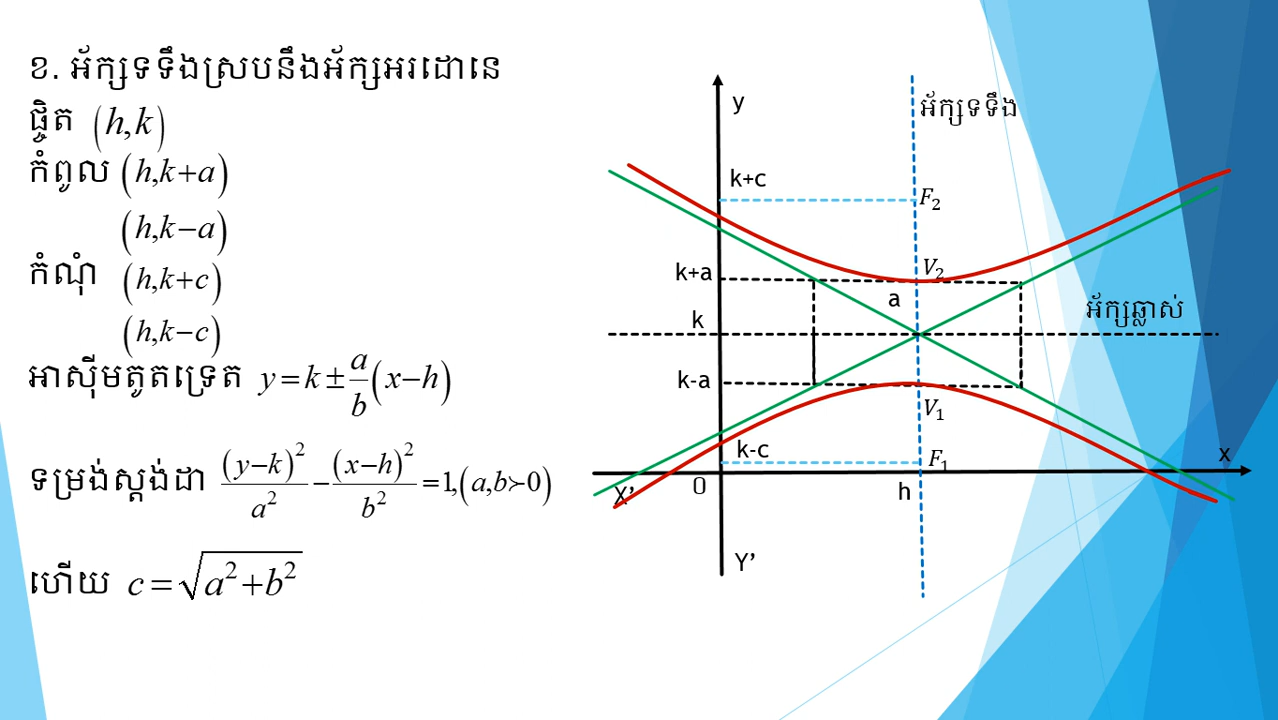 ខ. អ័ក្សទទឹងស្របនឹងអ័ក្សអរដោនេ
ផ្ចិត (h,k)
កំពូល (h,k+a)
(h,k−a)
កំណុំ (h,k+c)
(h,k−c)
អាស៊ីមតូតទ្រេត y=k±a/b(x−h)
ទម្រង់ស្តង់ដា (y−k)²/a²−(x−h)²/b²=1,(a,b≻0)
ហើយ c=√a²+b²
y
អ័ក្សទទឹង
k+c
F₂
k+a
V₂
a
k
អ័ក្សឆ្លាស់
k-a
V₁
k-c
F₁
x
X’
O
h
Y’